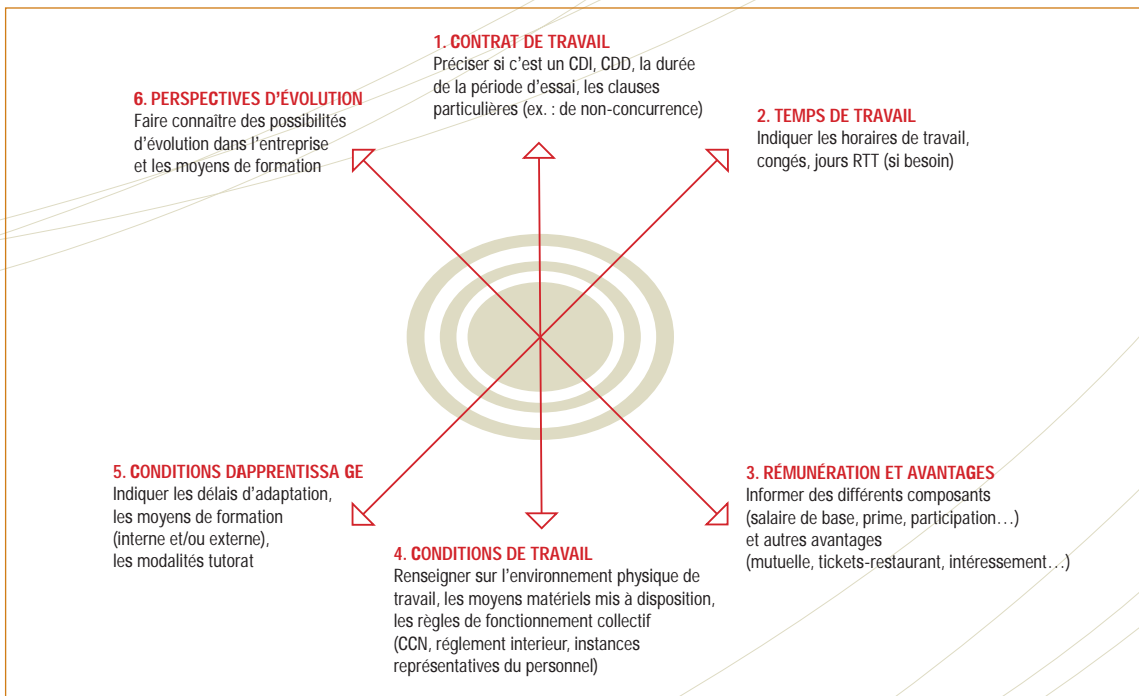 1. CONTRAT DE TRAVAIL
Préciser si c'est un CDI, CDD, la durée
de la période d'essai, les clauses
particulières (ex. : de non-concurrence)
2. TEMPS DE TRAVAIL
Indiquer les horaires de travail,
congés, jours RTT (si besoin)
3. RÉMUNÉRATION ET AVANTAGES
Informer des différents composants
(salaire de base, prime, participation…)
et autres avantages
(mutuelle, tickets-restaurant, intéressement…)
4. CONDITIONS DE TRAVAIL
Renseigner sur l'environnement physique de
travail, les moyens matériels mis à disposition,
les règles de fonctionnement collectif
(CCN, réglement interieur, instances
représentatives du personnel)
5. CONDITIONS D'APPRENTISSA GE
Indiquer les délais d'adaptation,
les moyens de formation
(interne et/ou externe),
les modalités tutorat
6. PERSPECTIVES D'ÉVOLUTION
Faire connaître des possibilités
d'évolution dans l'entreprise
et les moyens de formation